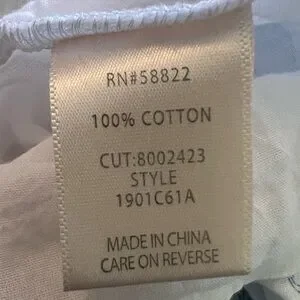 RN#58822
100% COTTON
CUT:8002423
STYLE
1901C61A
MADE IN CHINA
CARE ON REVERSE